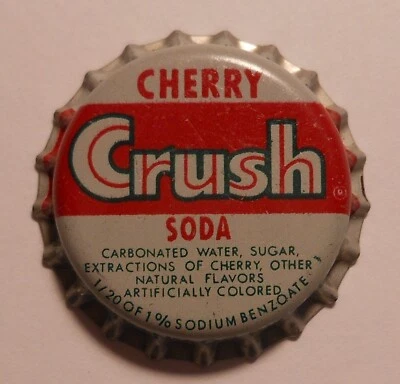 CHERRY
Crush ®
SODA
CARBONATED WATER, SUGAR,
EXTRACTIONS OF CHERRY, OTHER
NATURAL FLAVORS
ARTIFICIALLY COLORED
1/20 OF 1% SODIUM BENZOATE